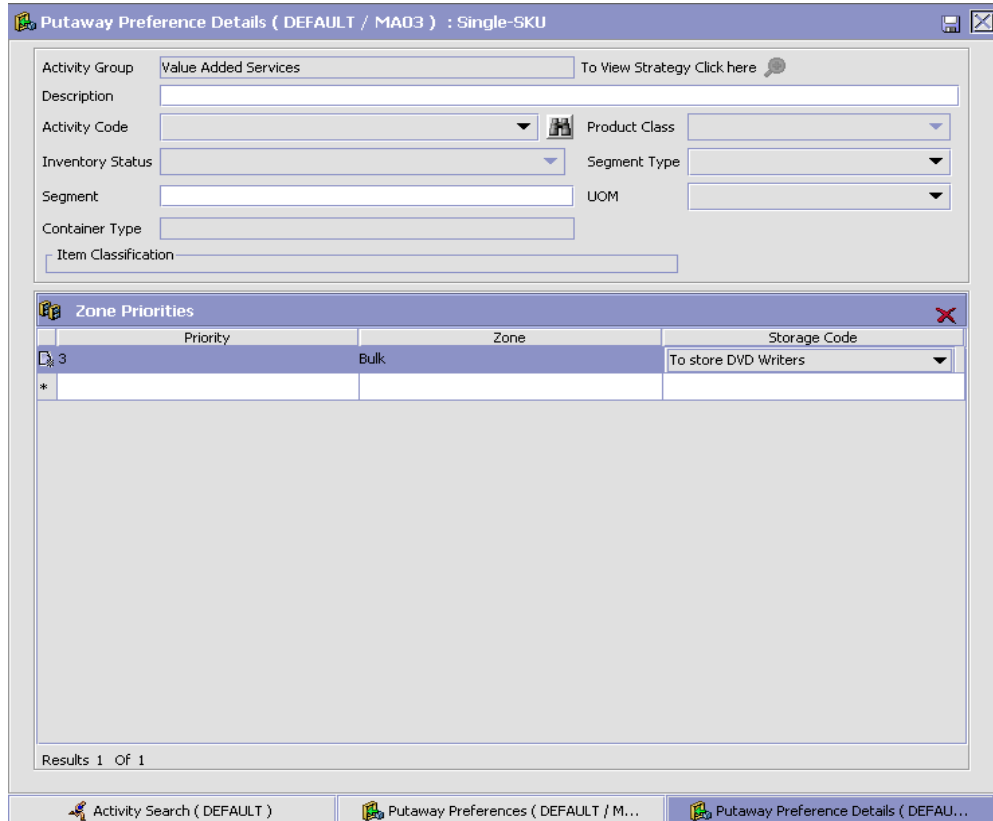 Putaway Preference Details ( DEFAULT / MA03 ) : Single-SKU
Activity Group Value Added Services To View Strategy Click here
Description
Activity Code Product Class
Inventory Status Segment Type
Segment UOM
Container Type
Item Classification
Zone Priorities
Priority Zone Storage Code
3 Bulk To store DVD Writers
*
Results 1 Of 1
Activity Search ( DEFAULT ) Putaway Preferences ( DEFAULT / M... Putaway Preference Details ( DEFAU...